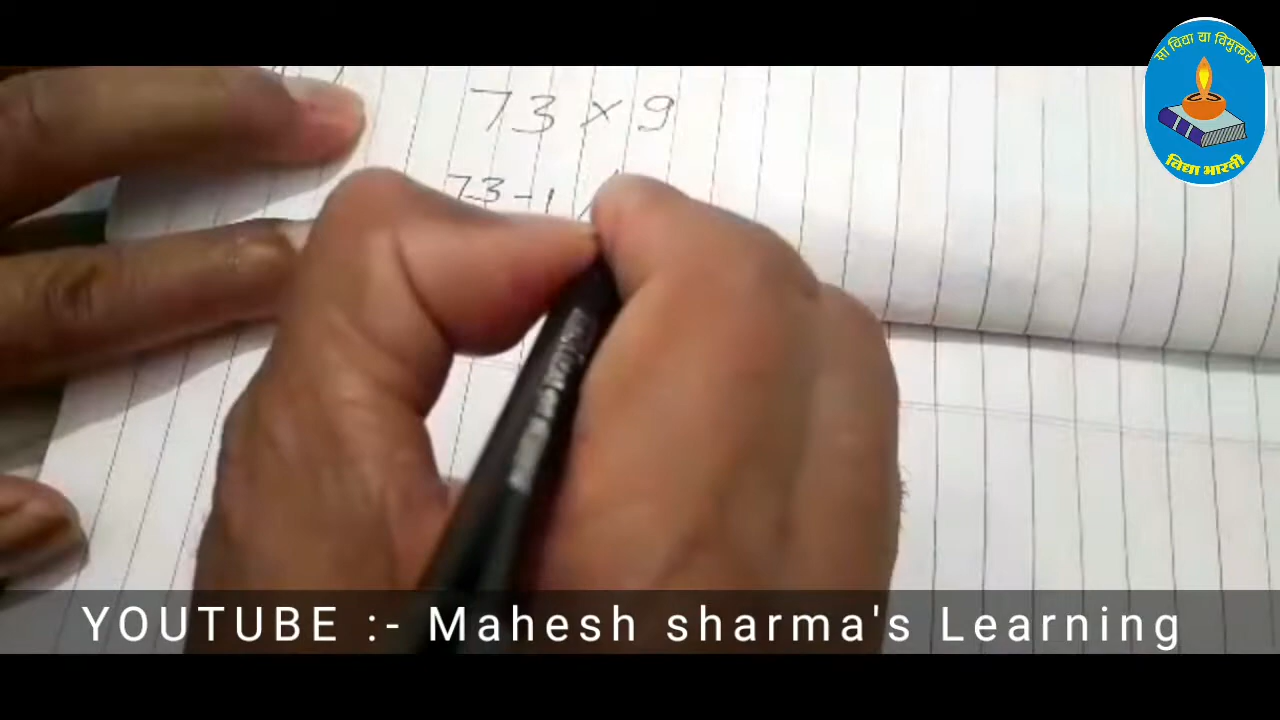 सा विद्या या विमुक्तये
विद्या भारती
73 × 9
73-1
YOUTUBE :- Mahesh sharma's Learning